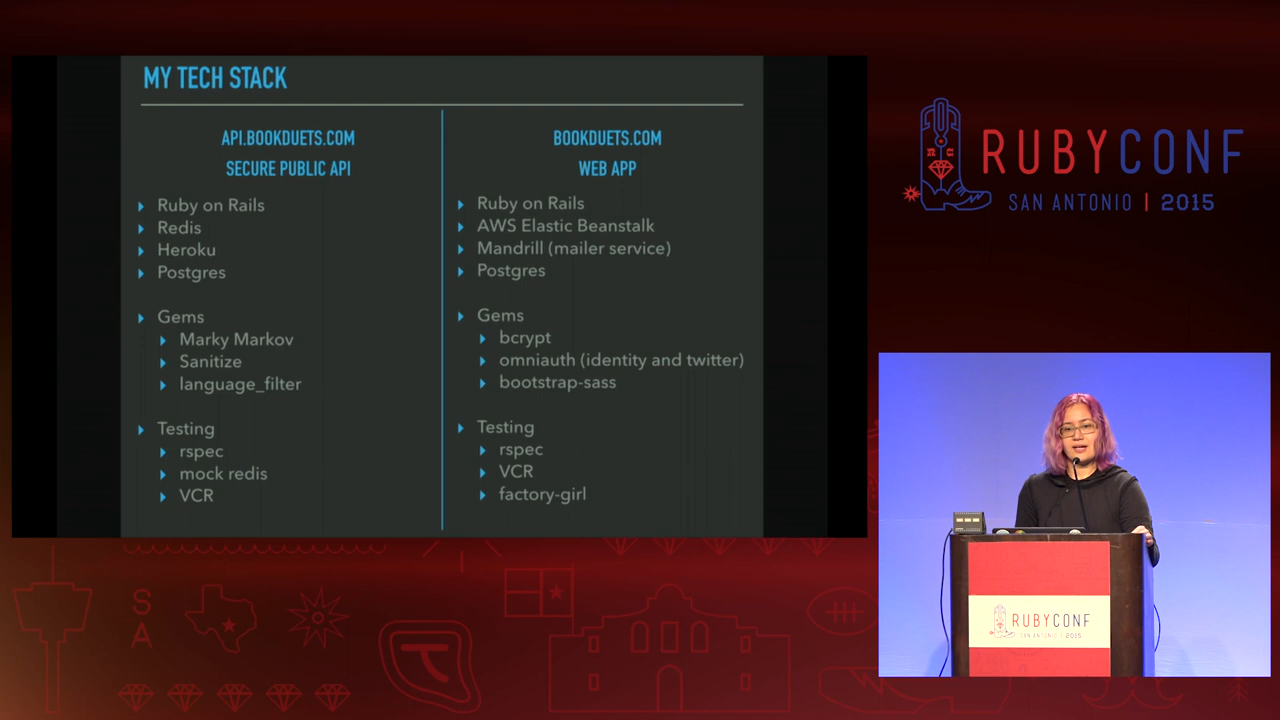 MY TECH STACK
API.BOOKDUETS.COM
SECURE PUBLIC API
Ruby on Rails
Redis
Heroku
Postgres
Gems
Marky Markov
Sanitize
language_filter
Testing
rspec
mock redis
VCR
BOOKDUETS.COM
WEB APP
Ruby on Rails
AWS Elastic Beanstalk
Mandrill (mailer service)
Postgres
Gems
bcrypt
omniauth (identity and twitter)
bootstrap-sass
Testing
rspec
VCR
factory-girl
RUBYCONF
SAN ANTONIO | 2015
RUBYCONF
SAN ANTONIO | 2015
S
A